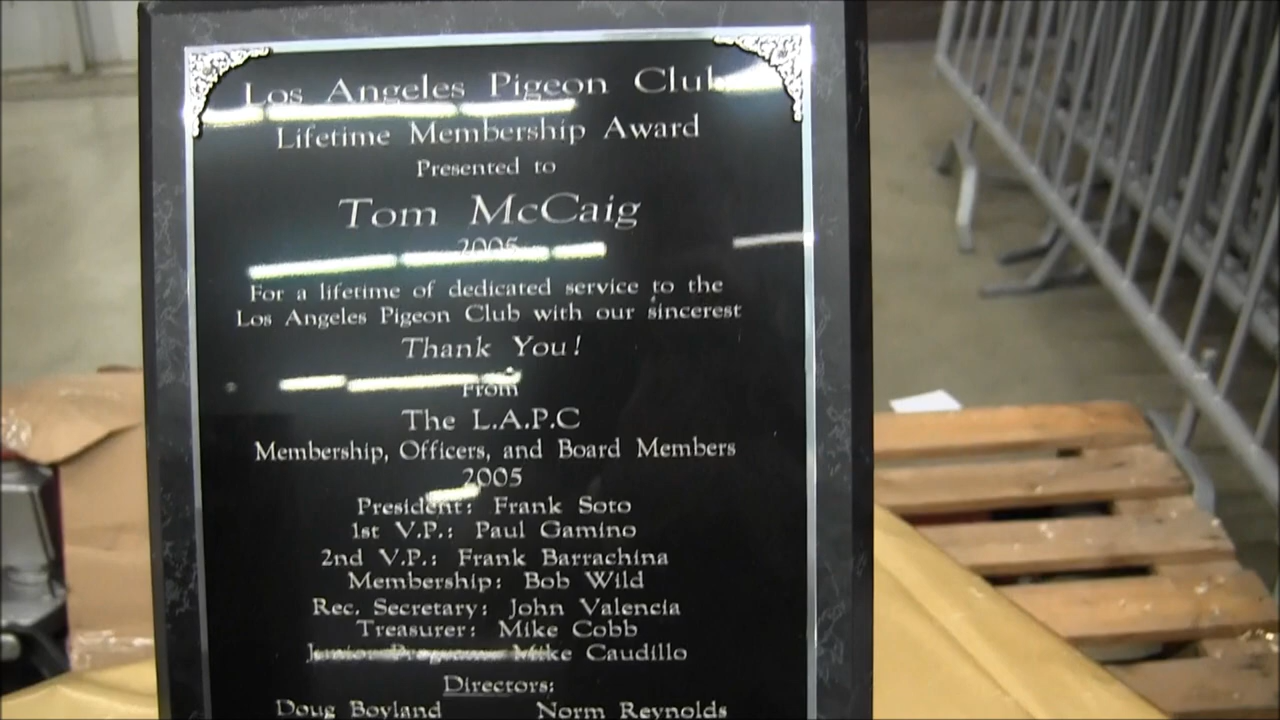 Los Angeles Pigeon Club
Lifetime Membership Award
Presented to
Tom McCaig
2005
For a lifetime of dedicated service to the
Los Angeles Pigeon Club with our sincerest
Thank You!
From
The L.A.P.C
Membership, Officers, and Board Members
2005
President: Frank Soto
1st V.P.: Paul Gamino
2nd V.P.: Frank Barrachina
Membership: Bob Wild
Rec. Secretary: John Valencia
Treasurer: Mike Cobb
Junior Programs Mike Caudillo
Directors:
Doug Boyland Norm Reynolds